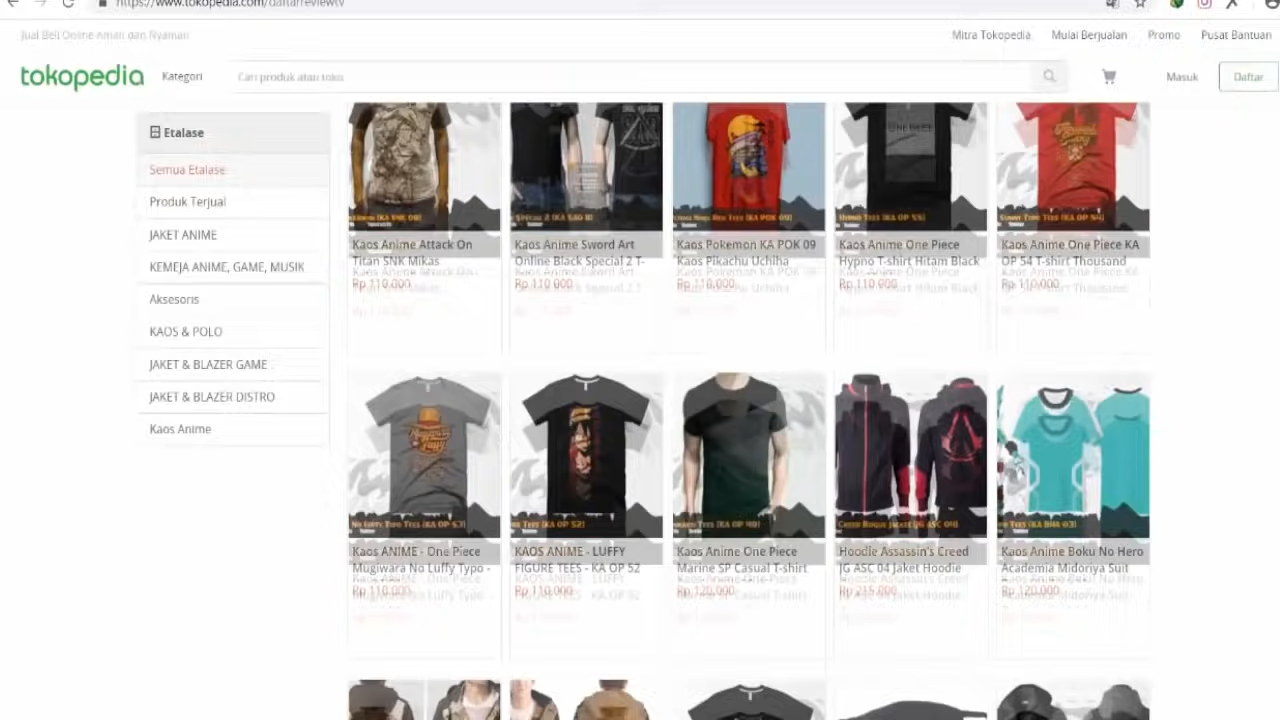 https://www.tokopedia.com/daftarreviewtv
Jual Beli Online Aman dan Nyaman
Mitra Tokopedia
Mulai Berjualan
Promo
Pusat Bantuan
tokopedia
Kategori
Cari produk atau toko
Masuk
Daftar
Etalase
Semua Etalase
Produk Terjual
JAKET ANIME
KEMEJA ANIME, GAME, MUSIK
Aksesoris
KAOS & POLO
JAKET & BLAZER GAME
JAKET & BLAZER DISTRO
Kaos Anime
Kaos Anime Attack On
Titan SNK Mikas
Rp 110.000
Kaos Anime Sword Art
Online Black Special 2 T-
Rp 110.000
Kaos Pokemon KA POK 09
Kaos Pikachu Uchiha
Rp 110.000
Kaos Anime One Piece
Hypno T-shirt Hitam Black
Rp 110.000
Kaos Anime One Piece KA
OP 54 T-shirt Thousand
Rp 110.000
Kaos ANIME - One Piece
Mugiwara No Luffy Typo -
Rp 110.000
KAOS ANIME - LUFFY
FIGURE TEES - KA OP 52
Rp 110.000
Kaos Anime One Piece
Marine SP Casual T-shirt
Rp 120.000
Hoodie Assassin's Creed
JG ASC 04 Jaket Hoodie
Rp 215.000
Kaos Anime Boku No Hero
Academia Midoriya Suit
Rp 120.000